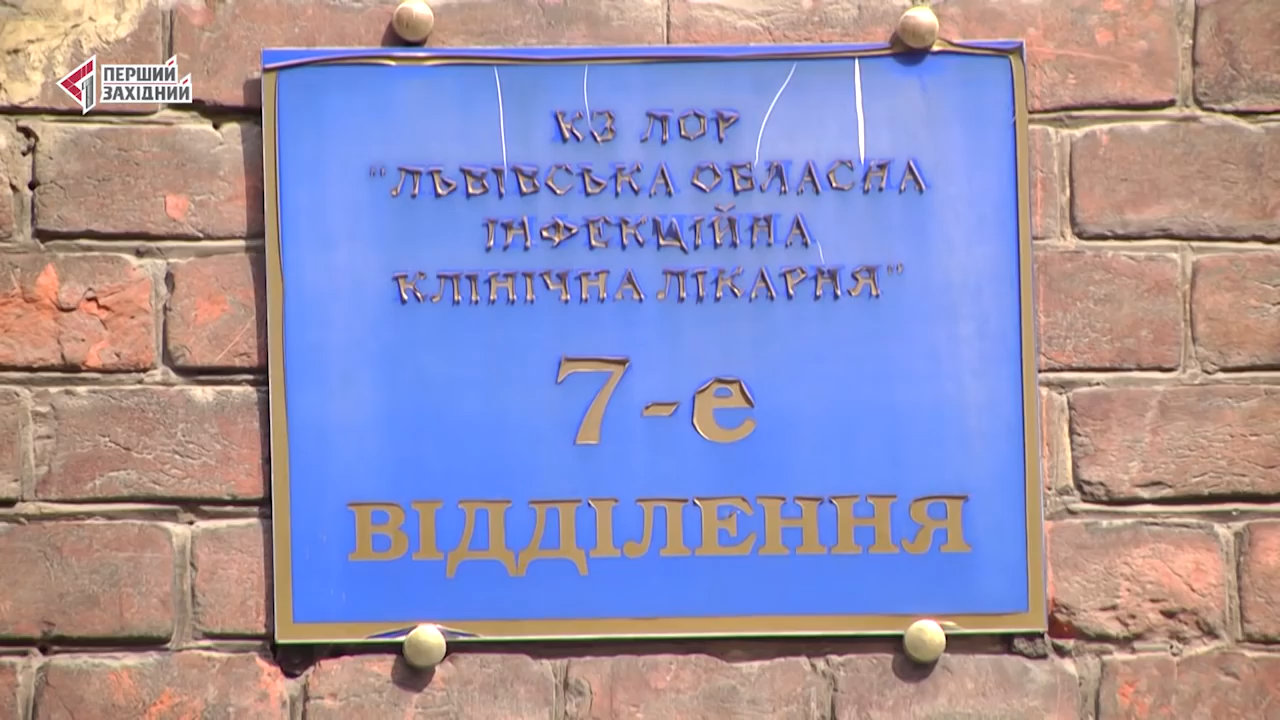 ПЕРШИЙ
ЗАХІДНИЙ
КЗ ЛОР
"ЛЬВІВСЬКА ОБЛАСНА
ІНФЕКЦІЙНА
КЛІНІЧНА ЛІКАРНЯ"
7-е
ВІДДІЛЕННЯ